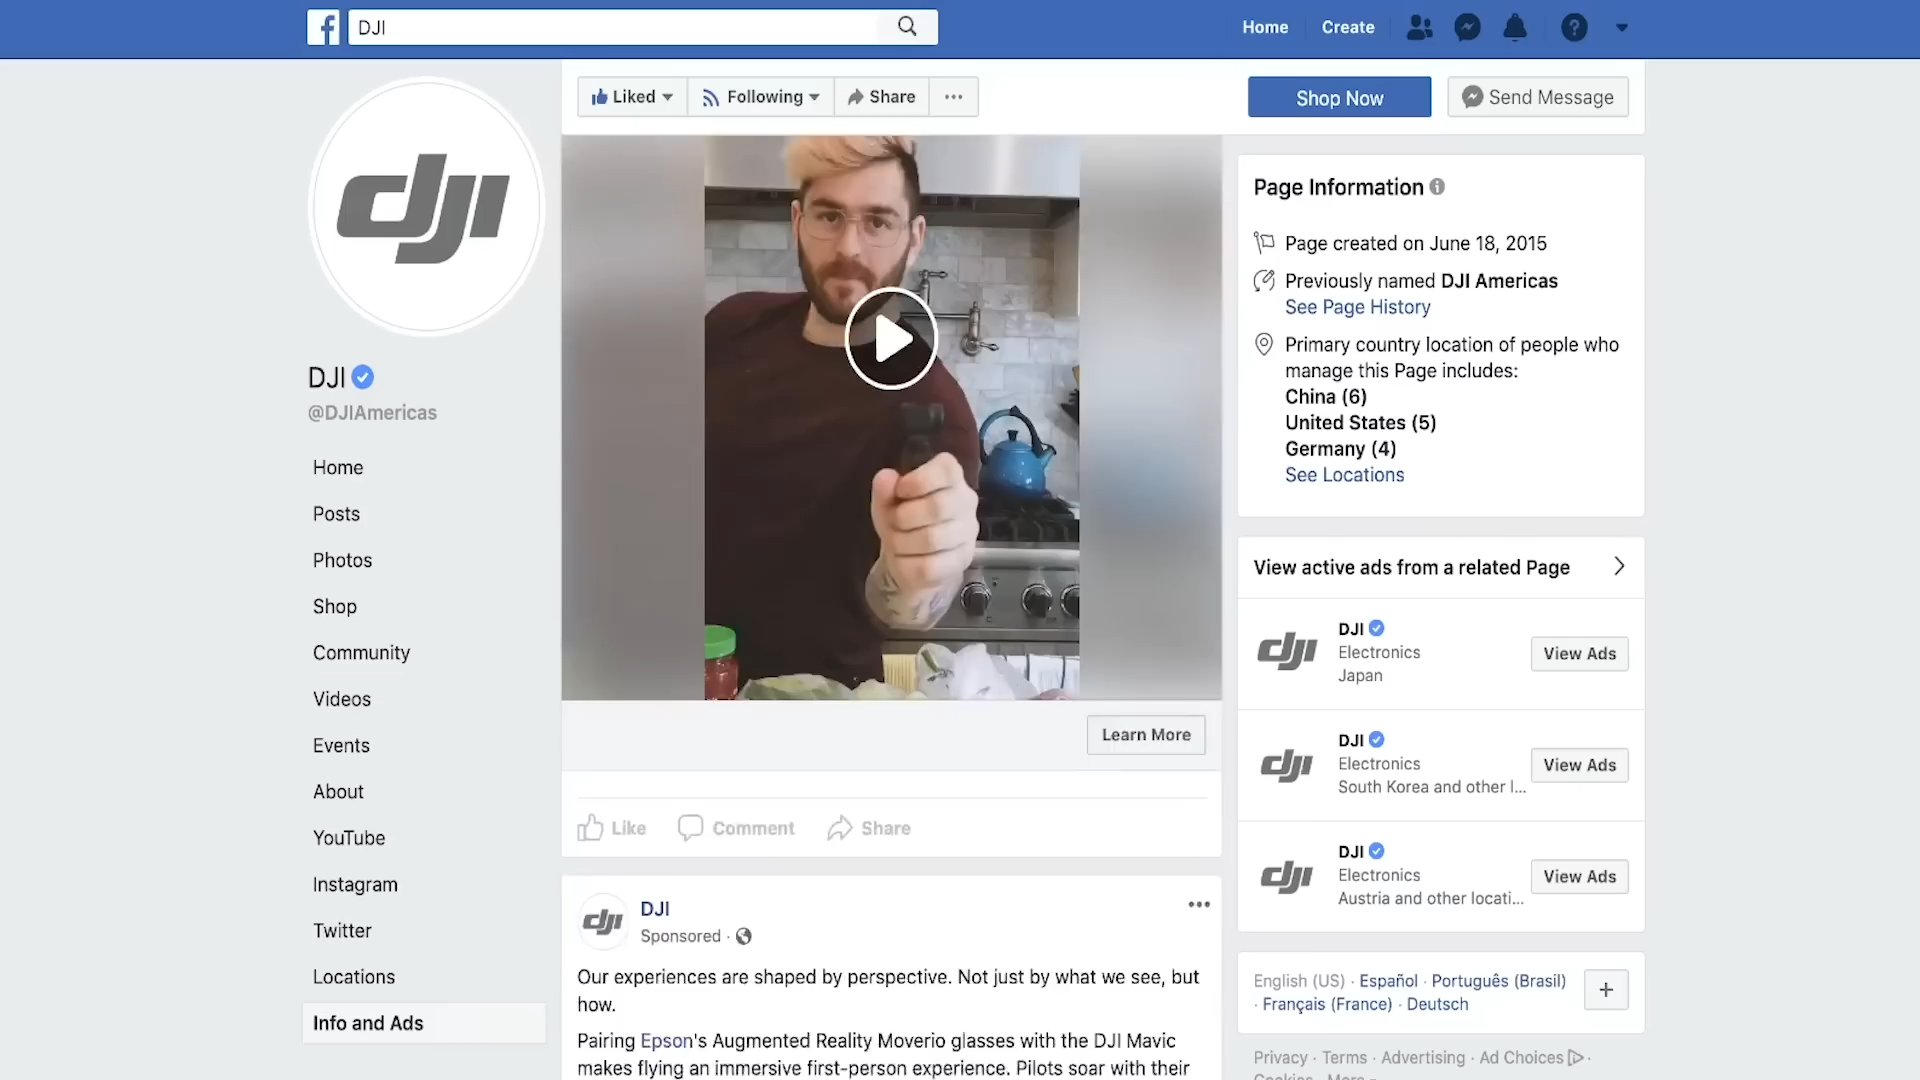 DJI
Home
Create
Liked
Following
Share
Shop Now
Send Message
dji
DJI
@DJIAmericas
Home
Posts
Photos
Shop
Community
Videos
Events
About
YouTube
Instagram
Twitter
Locations
Info and Ads
Learn More
Like
Comment
Share
dji
DJI
Sponsored ·
Our experiences are shaped by perspective. Not just by what we see, but
how.
Pairing Epson's Augmented Reality Moverio glasses with the DJI Mavic
makes flying an immersive first-person experience. Pilots soar with their
Page Information
Page created on June 18, 2015
Previously named DJI Americas
See Page History
Primary country location of people who
manage this Page includes:
China (6)
United States (5)
Germany (4)
See Locations
View active ads from a related Page
dji
DJI
Electronics
Japan
View Ads
dji
DJI
Electronics
South Korea and other l...
View Ads
dji
DJI
Electronics
Austria and other locati...
View Ads
English (US) · Español · Português (Brasil)
· Français (France) · Deutsch
Privacy · Terms · Advertising · Ad Choices ·
Cookies · More